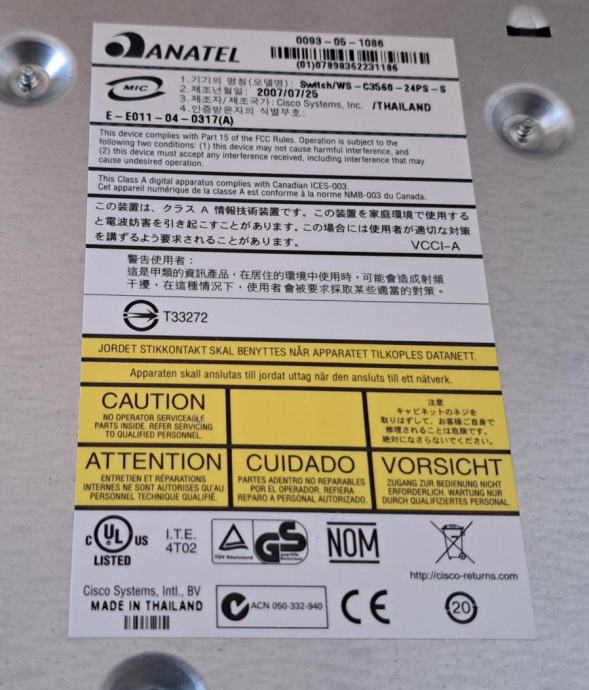 ANATEL
0093-05-1086
(01)07898362231186
MIC
1.기기의 명칭(모델명): Switch/WS-C3560-24PS-S
2.제조년월일: 2007/07/25
3.제조자/제조국가: Cisco Systems, Inc. /THAILAND
4.인증받은자의 식별부호:
E-E011-04-0317(A)
This device complies with Part 15 of the FCC Rules. Operation is subject to the
following two conditions: (1) this device may not cause harmful interference, and
(2) this device must accept any interference received, including interference that may
cause undesired operation.
This Class A digital apparatus complies with Canadian ICES-003.
Cet appareil numérique de la classe A est conforme à la norme NMB-003 du Canada.
この装置は、クラス A 情報技術装置です。この装置を家庭環境で使用する
と電波妨害を引き起こすことがあります。この場合には使用者が適切な対策
を講ずるよう要求されることがあります。 VCCI-A
警告使用者：
這是甲類的資訊產品，在居住的環境中使用時，可能會造成射頻
干擾，在這種情況下，使用者會被要求採取某些適當的對策。
T33272
JORDET STIKKONTAKT SKAL BENYTTES NÅR APPARATET TILKOPLES DATANETT.
Apparaten skall anslutas till jordat uttag när den ansluts till ett nätverk.
CAUTION
NO OPERATOR SERVICEABLE
PARTS INSIDE. REFER SERVICING
TO QUALIFIED PERSONNEL.
注意
キャビネットのネジを
取りはずして、お客様ご自身で
修理されることは危険です。
絶対になさらないでください。
ATTENTION
ENTRETIEN ET RÉPARATIONS
INTERNES NE SONT AUTORISÉS QU'AU
PERSONNEL TECHNIQUE QUALIFIÉ.
CUIDADO
PARTES ADENTRO NO REPARABLES
POR EL OPERADOR. REFIERA
REPARO A PERSONAL AUTORIZADO.
VORSICHT
ZUGANG ZUR BEDIENUNG NICHT
ERFORDERLICH. WARTUNG NUR
DURCH QUALIFIZIERTES PERSONAL.
C UL US
LISTED
I.T.E.
4T02
TÜV Rheinland
GS
geprüfte Sicherheit
NOM
http://cisco-returns.com
Cisco Systems, Intl., BV
MADE IN THAILAND
ACN 050-332-940
CE
20